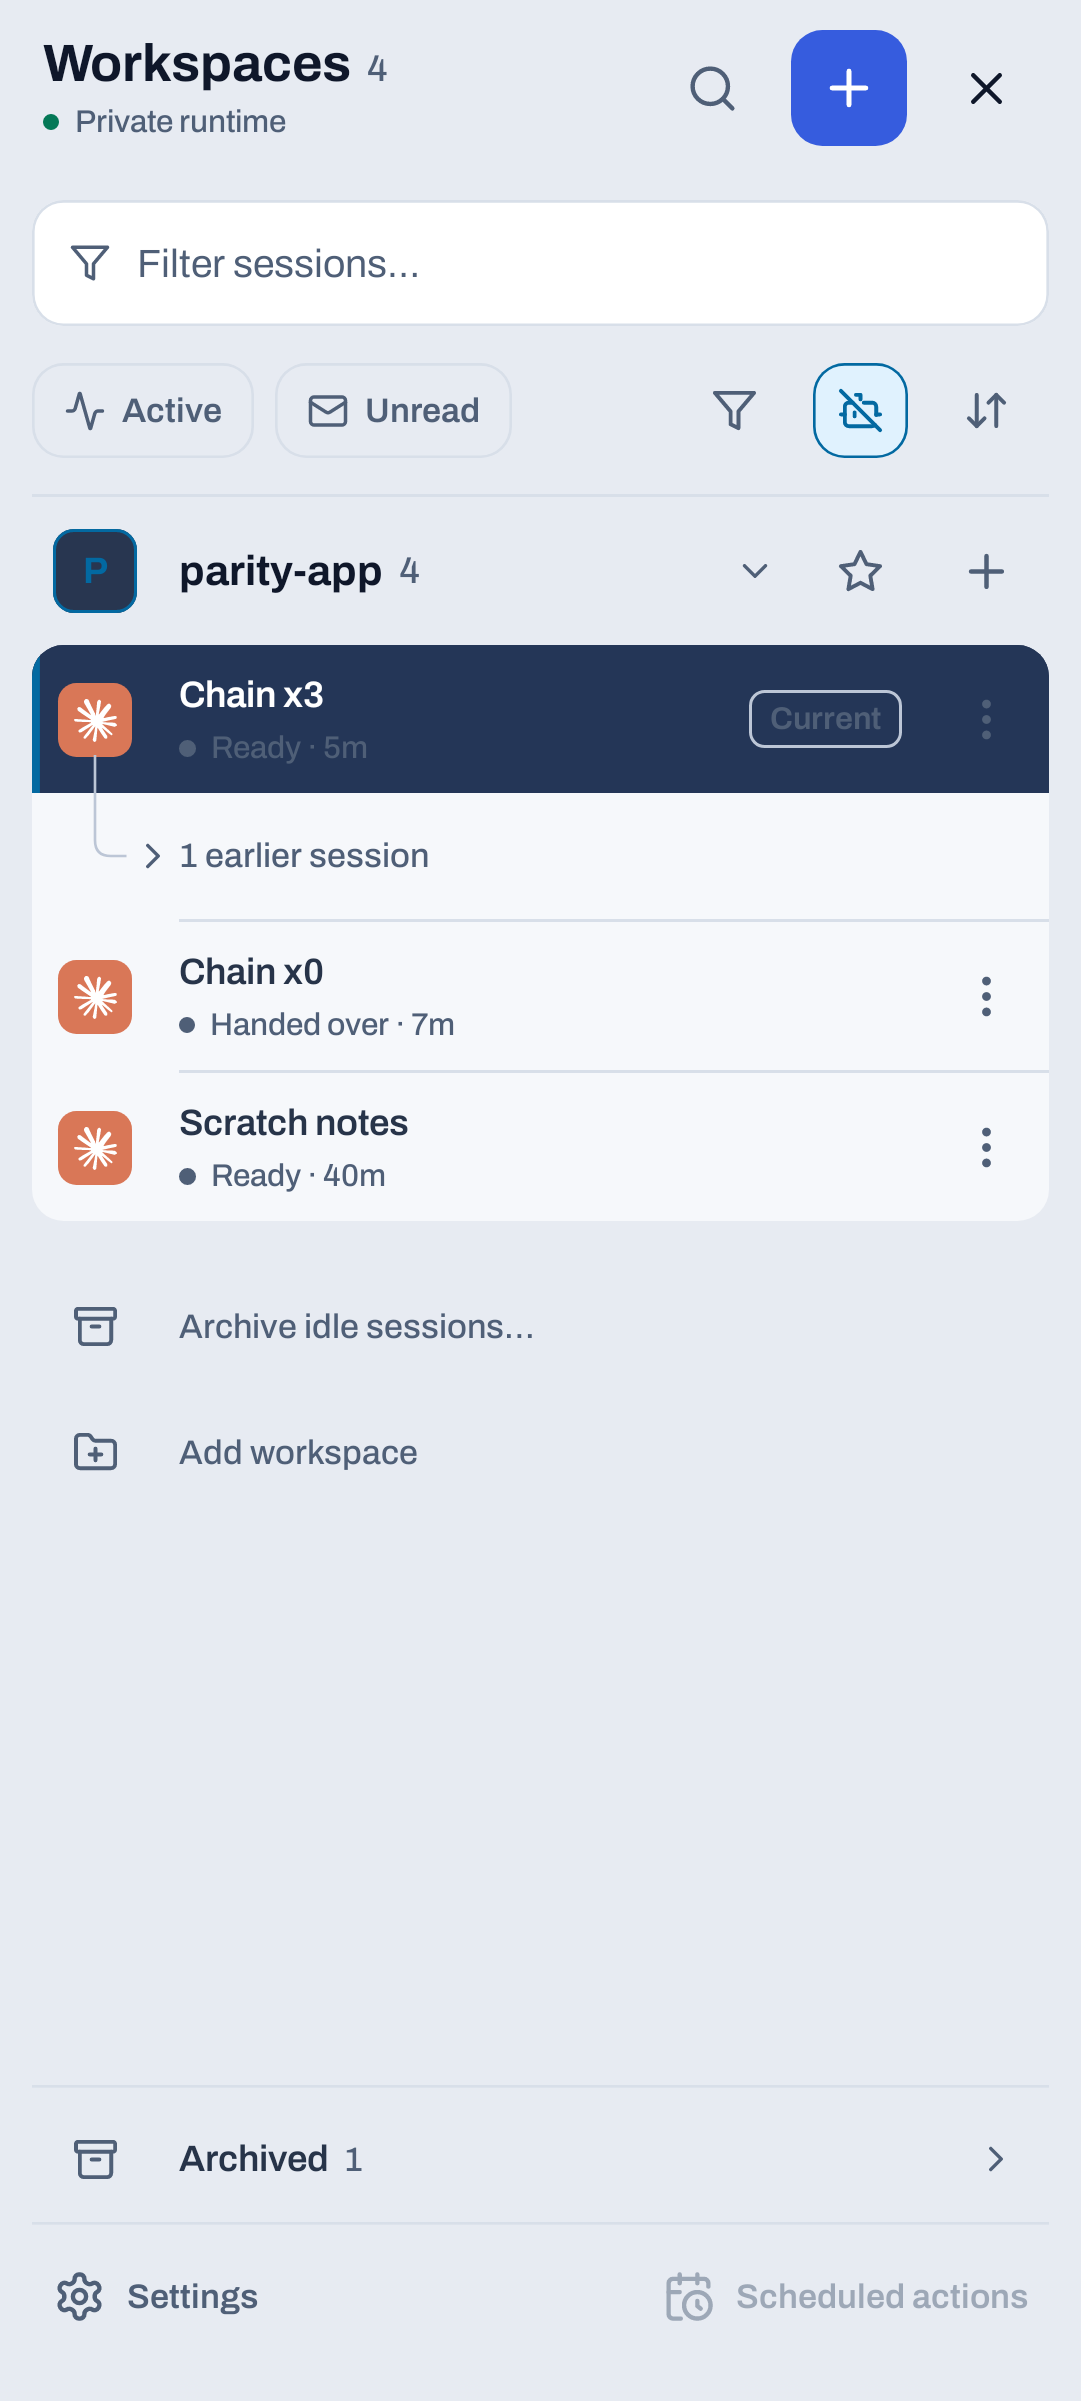 Workspaces 4
Private runtime
Filter sessions...
Active
Unread
P
parity-app 4
Chain x3
Ready · 5m
Current
1 earlier session
Chain x0
Handed over · 7m
Scratch notes
Ready · 40m
Archive idle sessions...
Add workspace
Archived 1
Settings
Scheduled actions